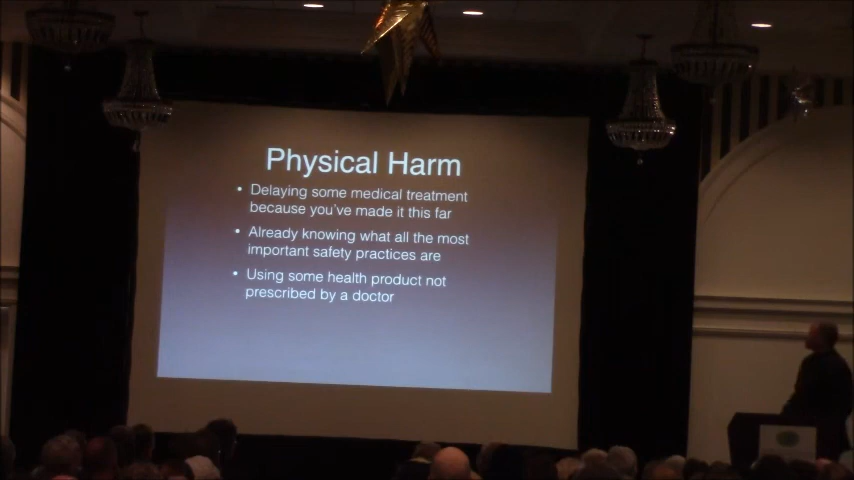 Physical Harm
• Delaying some medical treatment
because you've made it this far
• Already knowing what all the most
important safety practices are
• Using some health product not
prescribed by a doctor